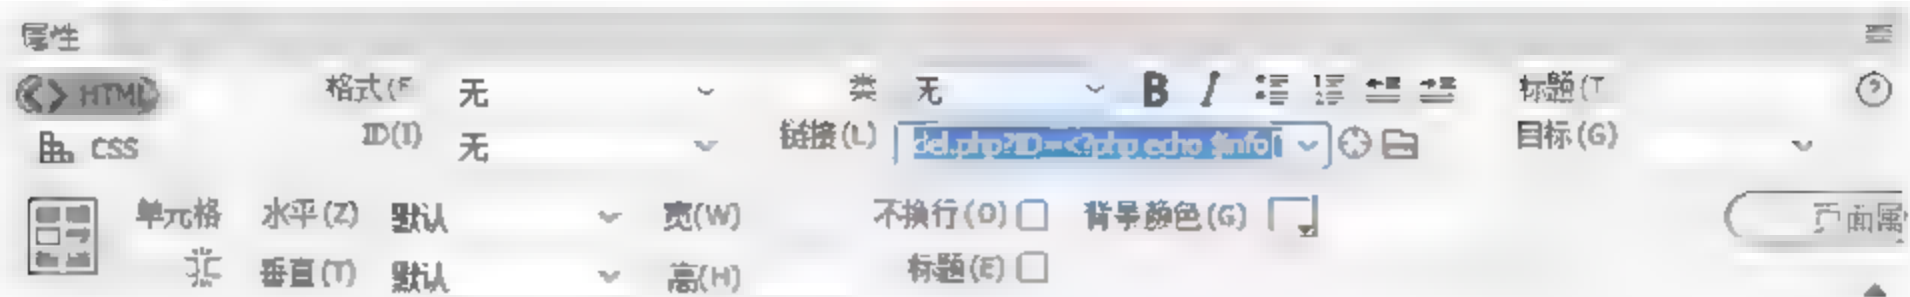 属性
HTML 格式(F 无 类 无 B I 标题(T
CSS ID(I) 无 链接(L) del.php?ID=<?php echo $info[ 目标(G)
单元格 水平(Z) 默认 宽(W) 不换行(O) 背景颜色(G) 页面属
垂直(T) 默认 高(H) 标题(E)